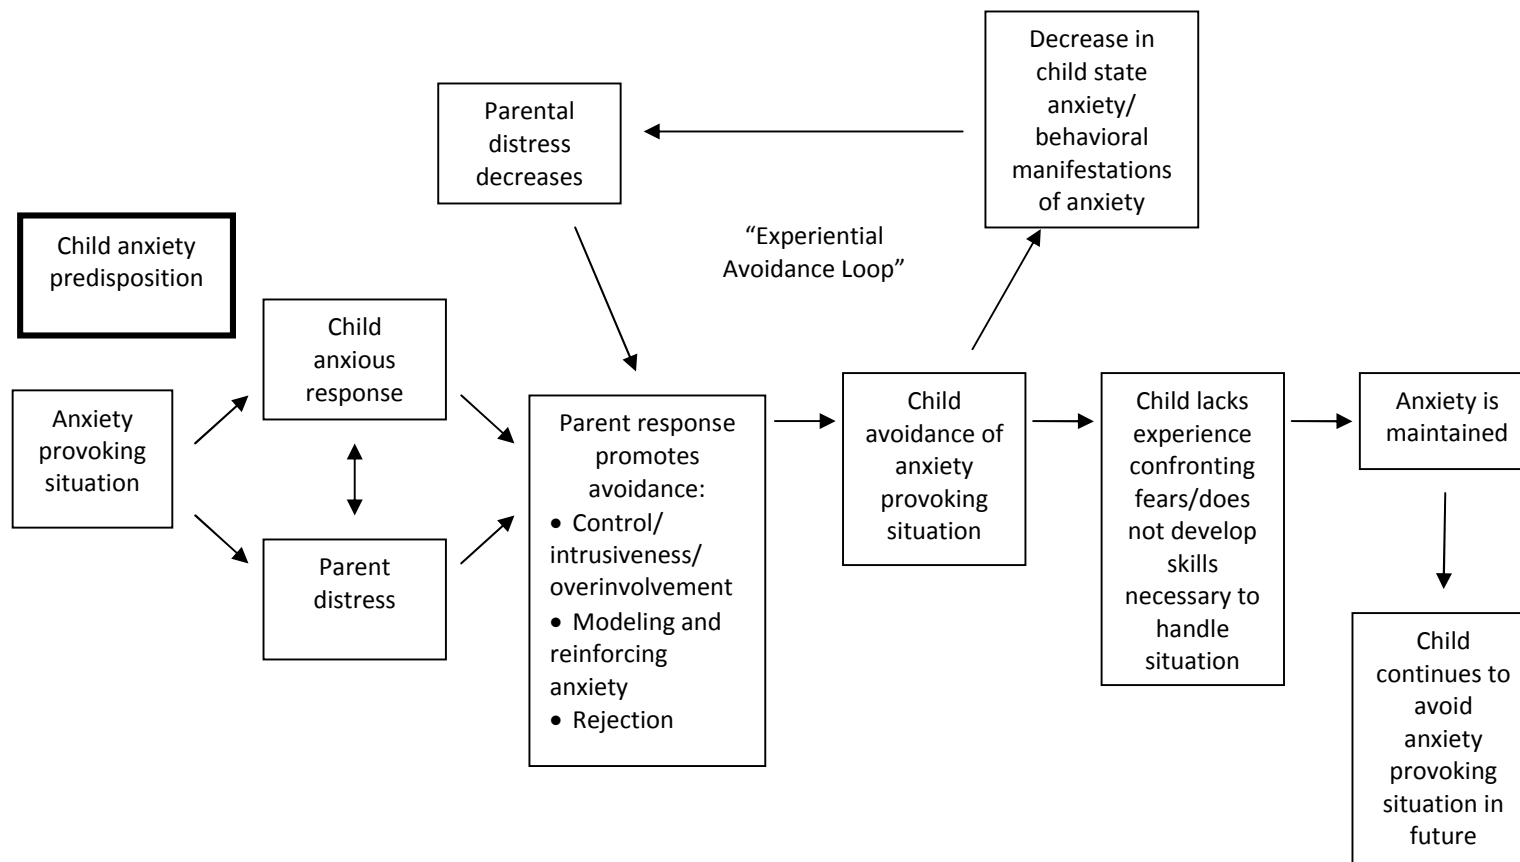 Decrease in
child state
anxiety/
behavioral
manifestations
of anxiety
Parental
distress
decreases
“Experiential
Avoidance Loop”
Child anxiety
predisposition
Child
anxious
response
Anxiety
provoking
situation
Parent
distress
Parent response
promotes
avoidance:
• Control/
intrusiveness/
overinvolvement
• Modeling and
reinforcing
anxiety
• Rejection
Child
avoidance of
anxiety
provoking
situation
Child lacks
experience
confronting
fears/does
not develop
skills
necessary to
handle
situation
Anxiety is
maintained
Child
continues to
avoid
anxiety
provoking
situation in
future